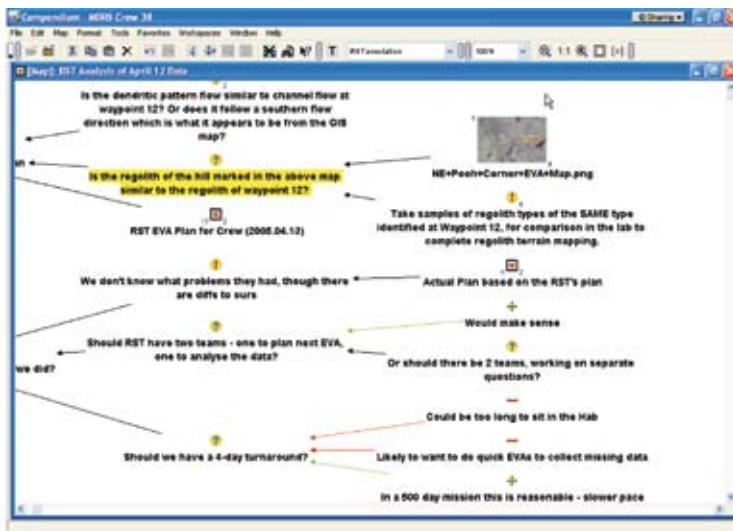 Compendium - MDRS Crew 38
Sharing
File Edit Map Format Tools Favorites Workspaces Window Help
100%
1:1
[Map]: RST Analysis of April 12 Data
Is the dendritic pattern flow similar to channel flow at
waypoint 12? Or does it follow a southern flow
direction which is what it appears to be from the GIS
map?
an
Is the regolith of the hill marked in the above map
similar to the regolith of waypoint 12?
NE+Pooh+Corner+EVA+Map.png
RST EVA Plan for Crew (2005.04.13)
Take samples of regolith types of the SAME type
identified at Waypoint 12, for comparison in the lab to
complete regolith terrain mapping.
We don't know what problems they had, though there
are diffs to ours
Actual Plan based on the RST's plan
Would make sense
Should RST have two teams - one to plan next EVA,
one to analyse the data?
we did?
Or should there be 2 teams, working on separate
questions?
Could be too long to sit in the Hab
Should we have a 4-day turnaround?
Likely to want to do quick EVAs to collect missing data
In a 500 day mission this is reasonable - slower pace